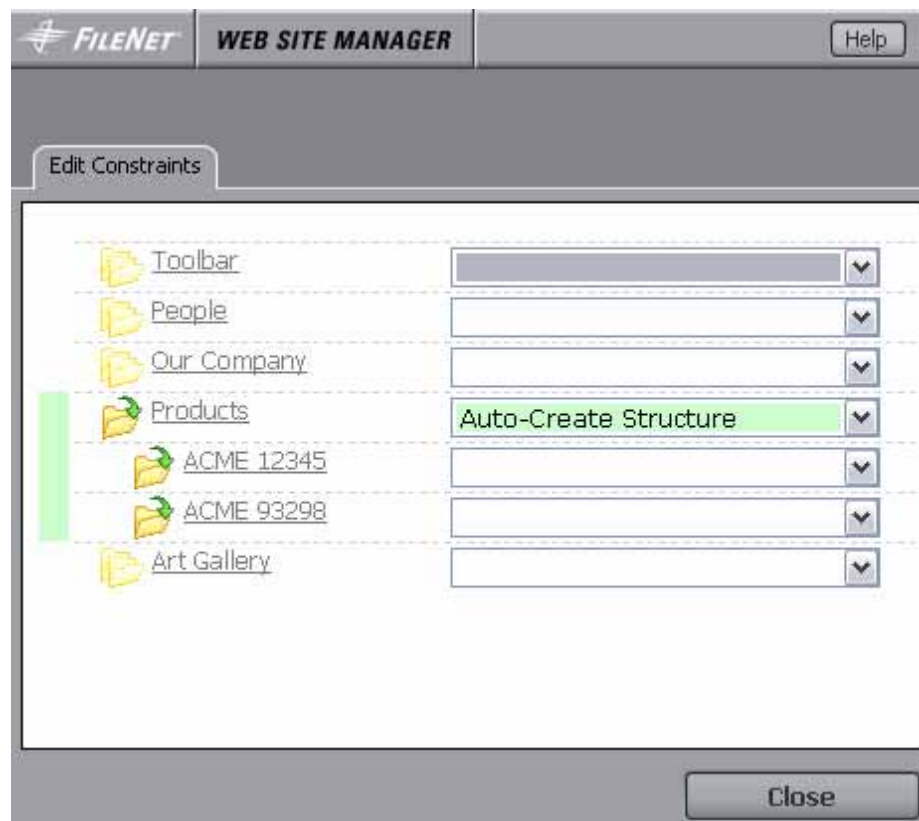 FILENET WEB SITE MANAGER Help
Edit Constraints
Toolbar
People
Our Company
Products Auto-Create Structure
ACME 12345
ACME 93298
Art Gallery
Close